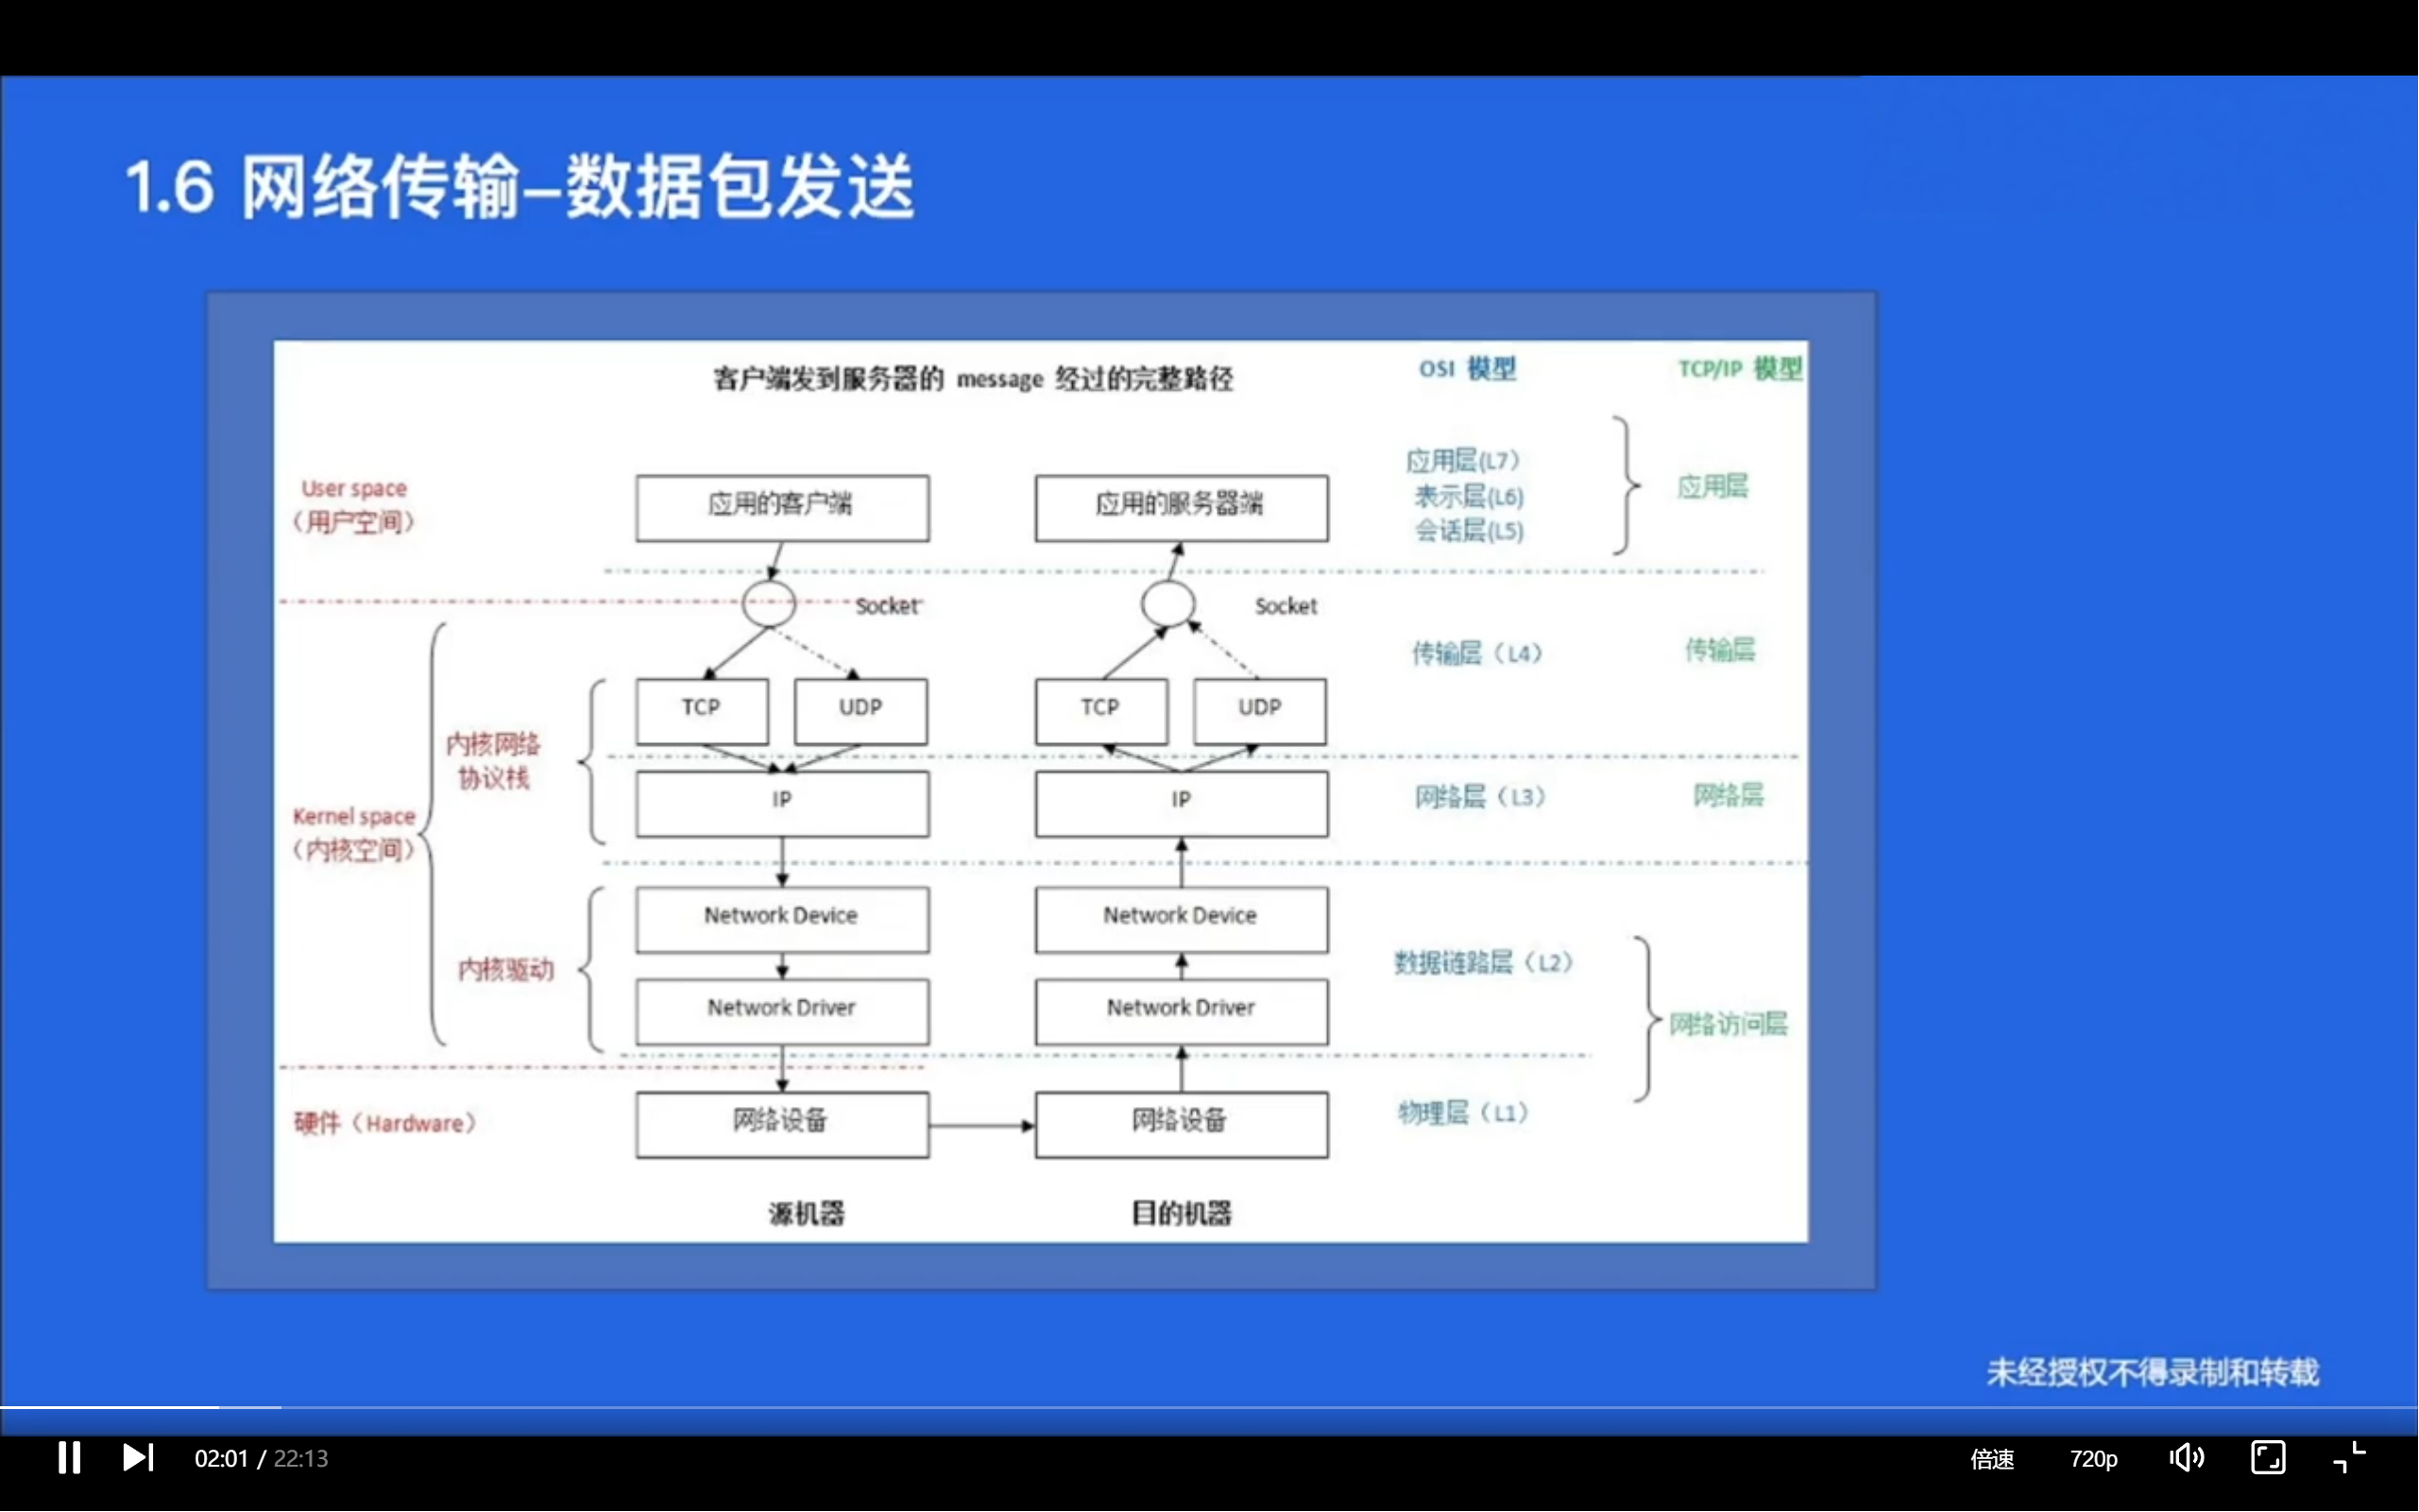 1.6 网络传输–数据包发送
客户端发到服务器的 message 经过的完整路径
OSI 模型
TCP/IP 模型
User space
（用户空间）
应用的客户端
应用的服务器端
应用层(L7)
表示层(L6)
会话层(L5)
应用层
Socket
Socket
传输层（L4）
传输层
TCP
UDP
TCP
UDP
内核网络
协议栈
IP
IP
网络层（L3）
网络层
Kernel space
（内核空间）
Network Device
Network Device
内核驱动
数据链路层（L2）
Network Driver
Network Driver
网络访问层
硬件（Hardware）
网络设备
网络设备
物理层（L1）
源机器
目的机器
未经授权不得录制和转载
02:01 / 22:13
倍速
720p